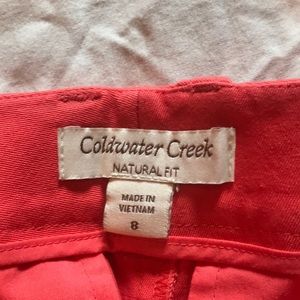 Coldwater Creek
NATURAL FIT
MADE IN
VIETNAM
8